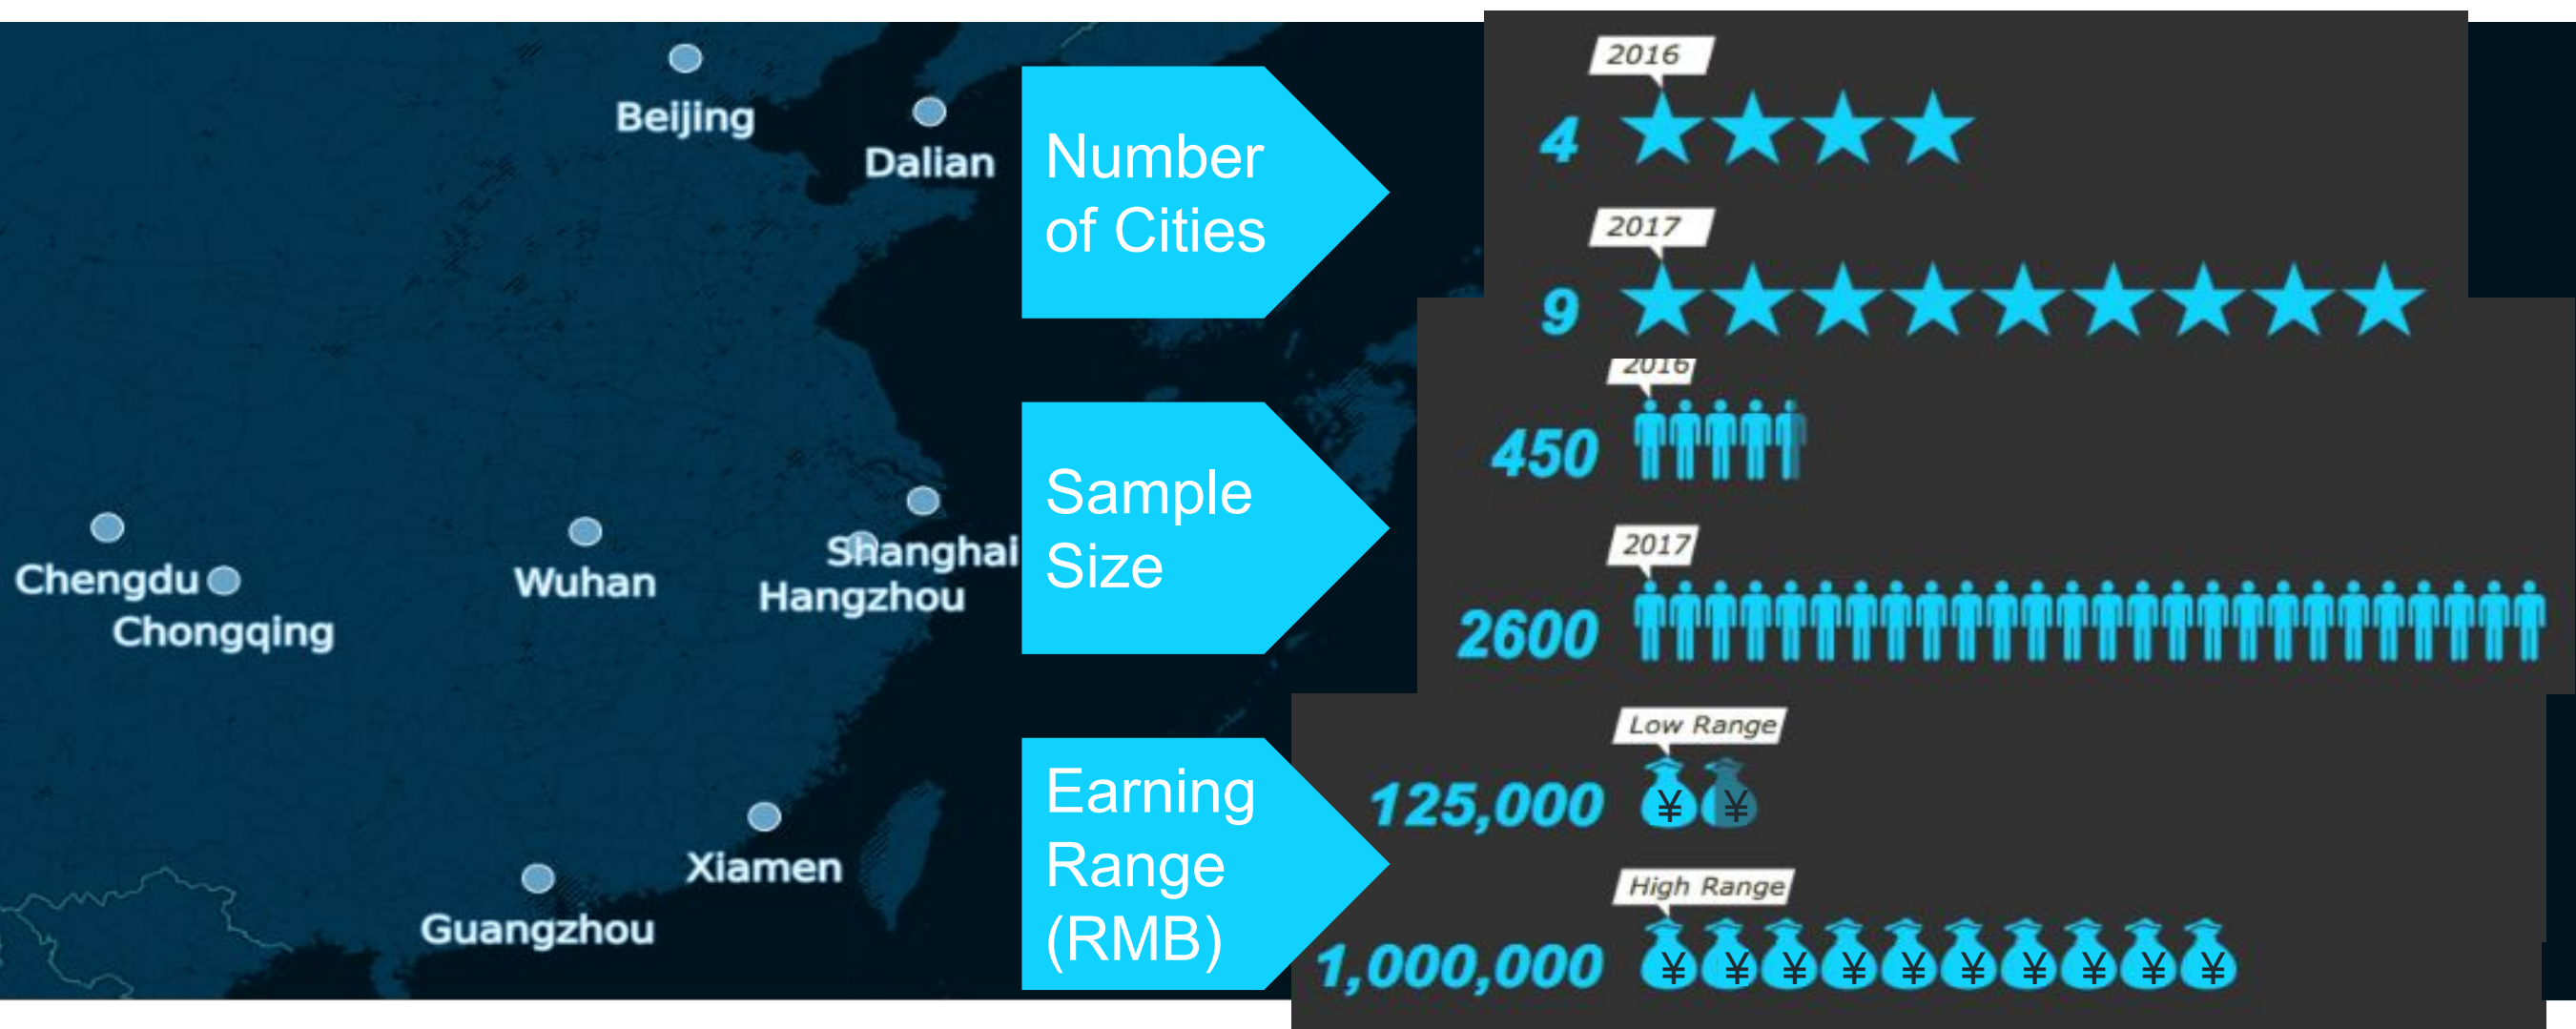 Beijing
Dalian
Chengdu
Chongqing
Wuhan
Shanghai
Hangzhou
Xiamen
Guangzhou
Number
of Cities
2016
4
2017
9
Sample
Size
2016
450
2017
2600
Earning
Range
(RMB)
Low Range
125,000
¥ ¥
High Range
1,000,000
¥ ¥ ¥ ¥ ¥ ¥ ¥ ¥ ¥ ¥